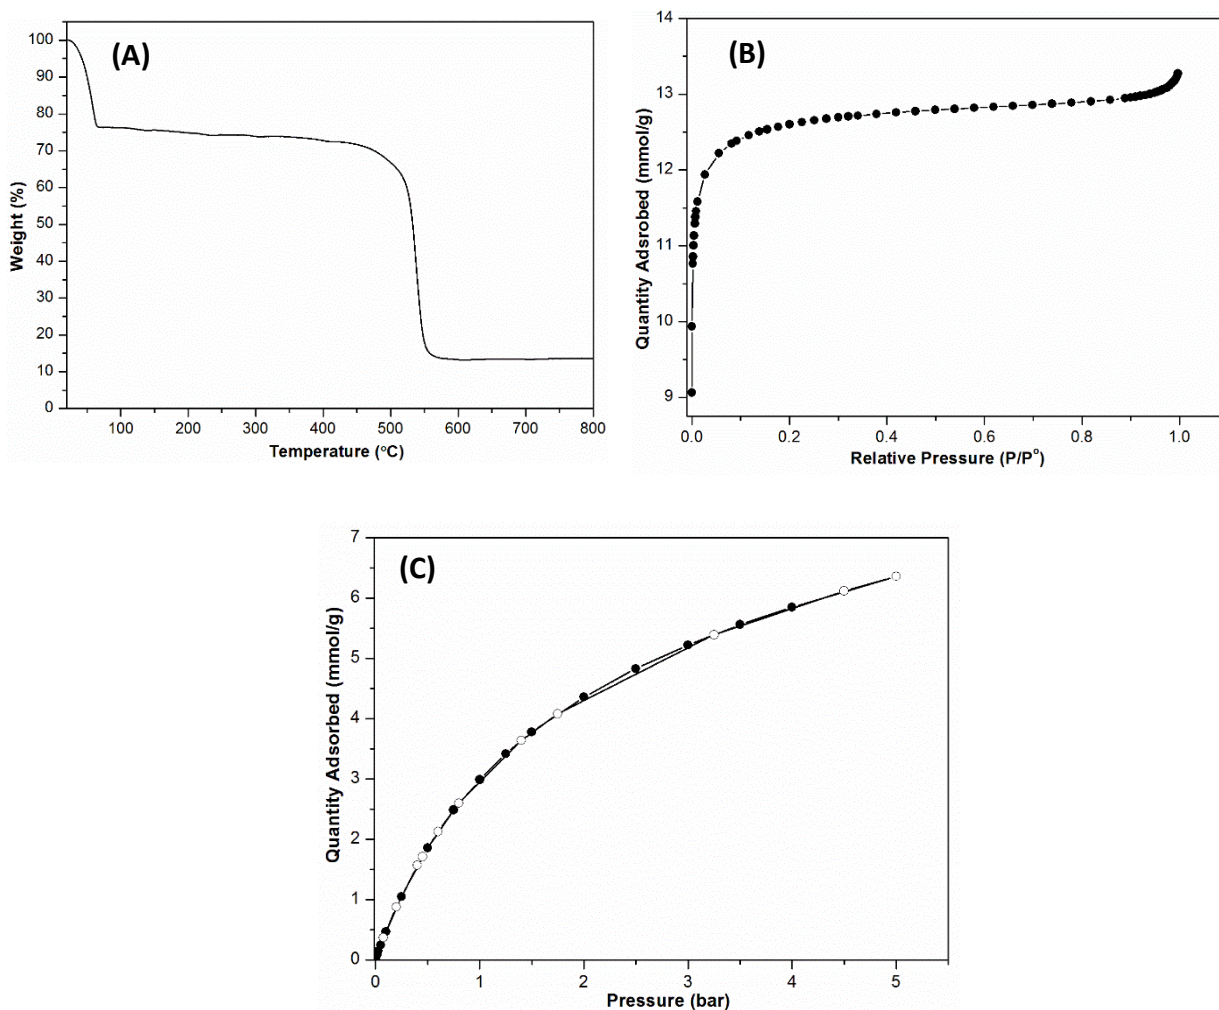 (A)
Weight (%)
100
90
80
70
60
50
40
30
20
10
0
100 200 300 400 500 600 700 800
Temperature (°C)
(B)
Quantity Adsrobed (mmol/g)
14
13
12
11
10
9
0.0 0.2 0.4 0.6 0.8 1.0
Relative Pressure (P/P°)
(C)
Quantity Adsorbed (mmol/g)
7
6
5
4
3
2
1
0
0 1 2 3 4 5
Pressure (bar)